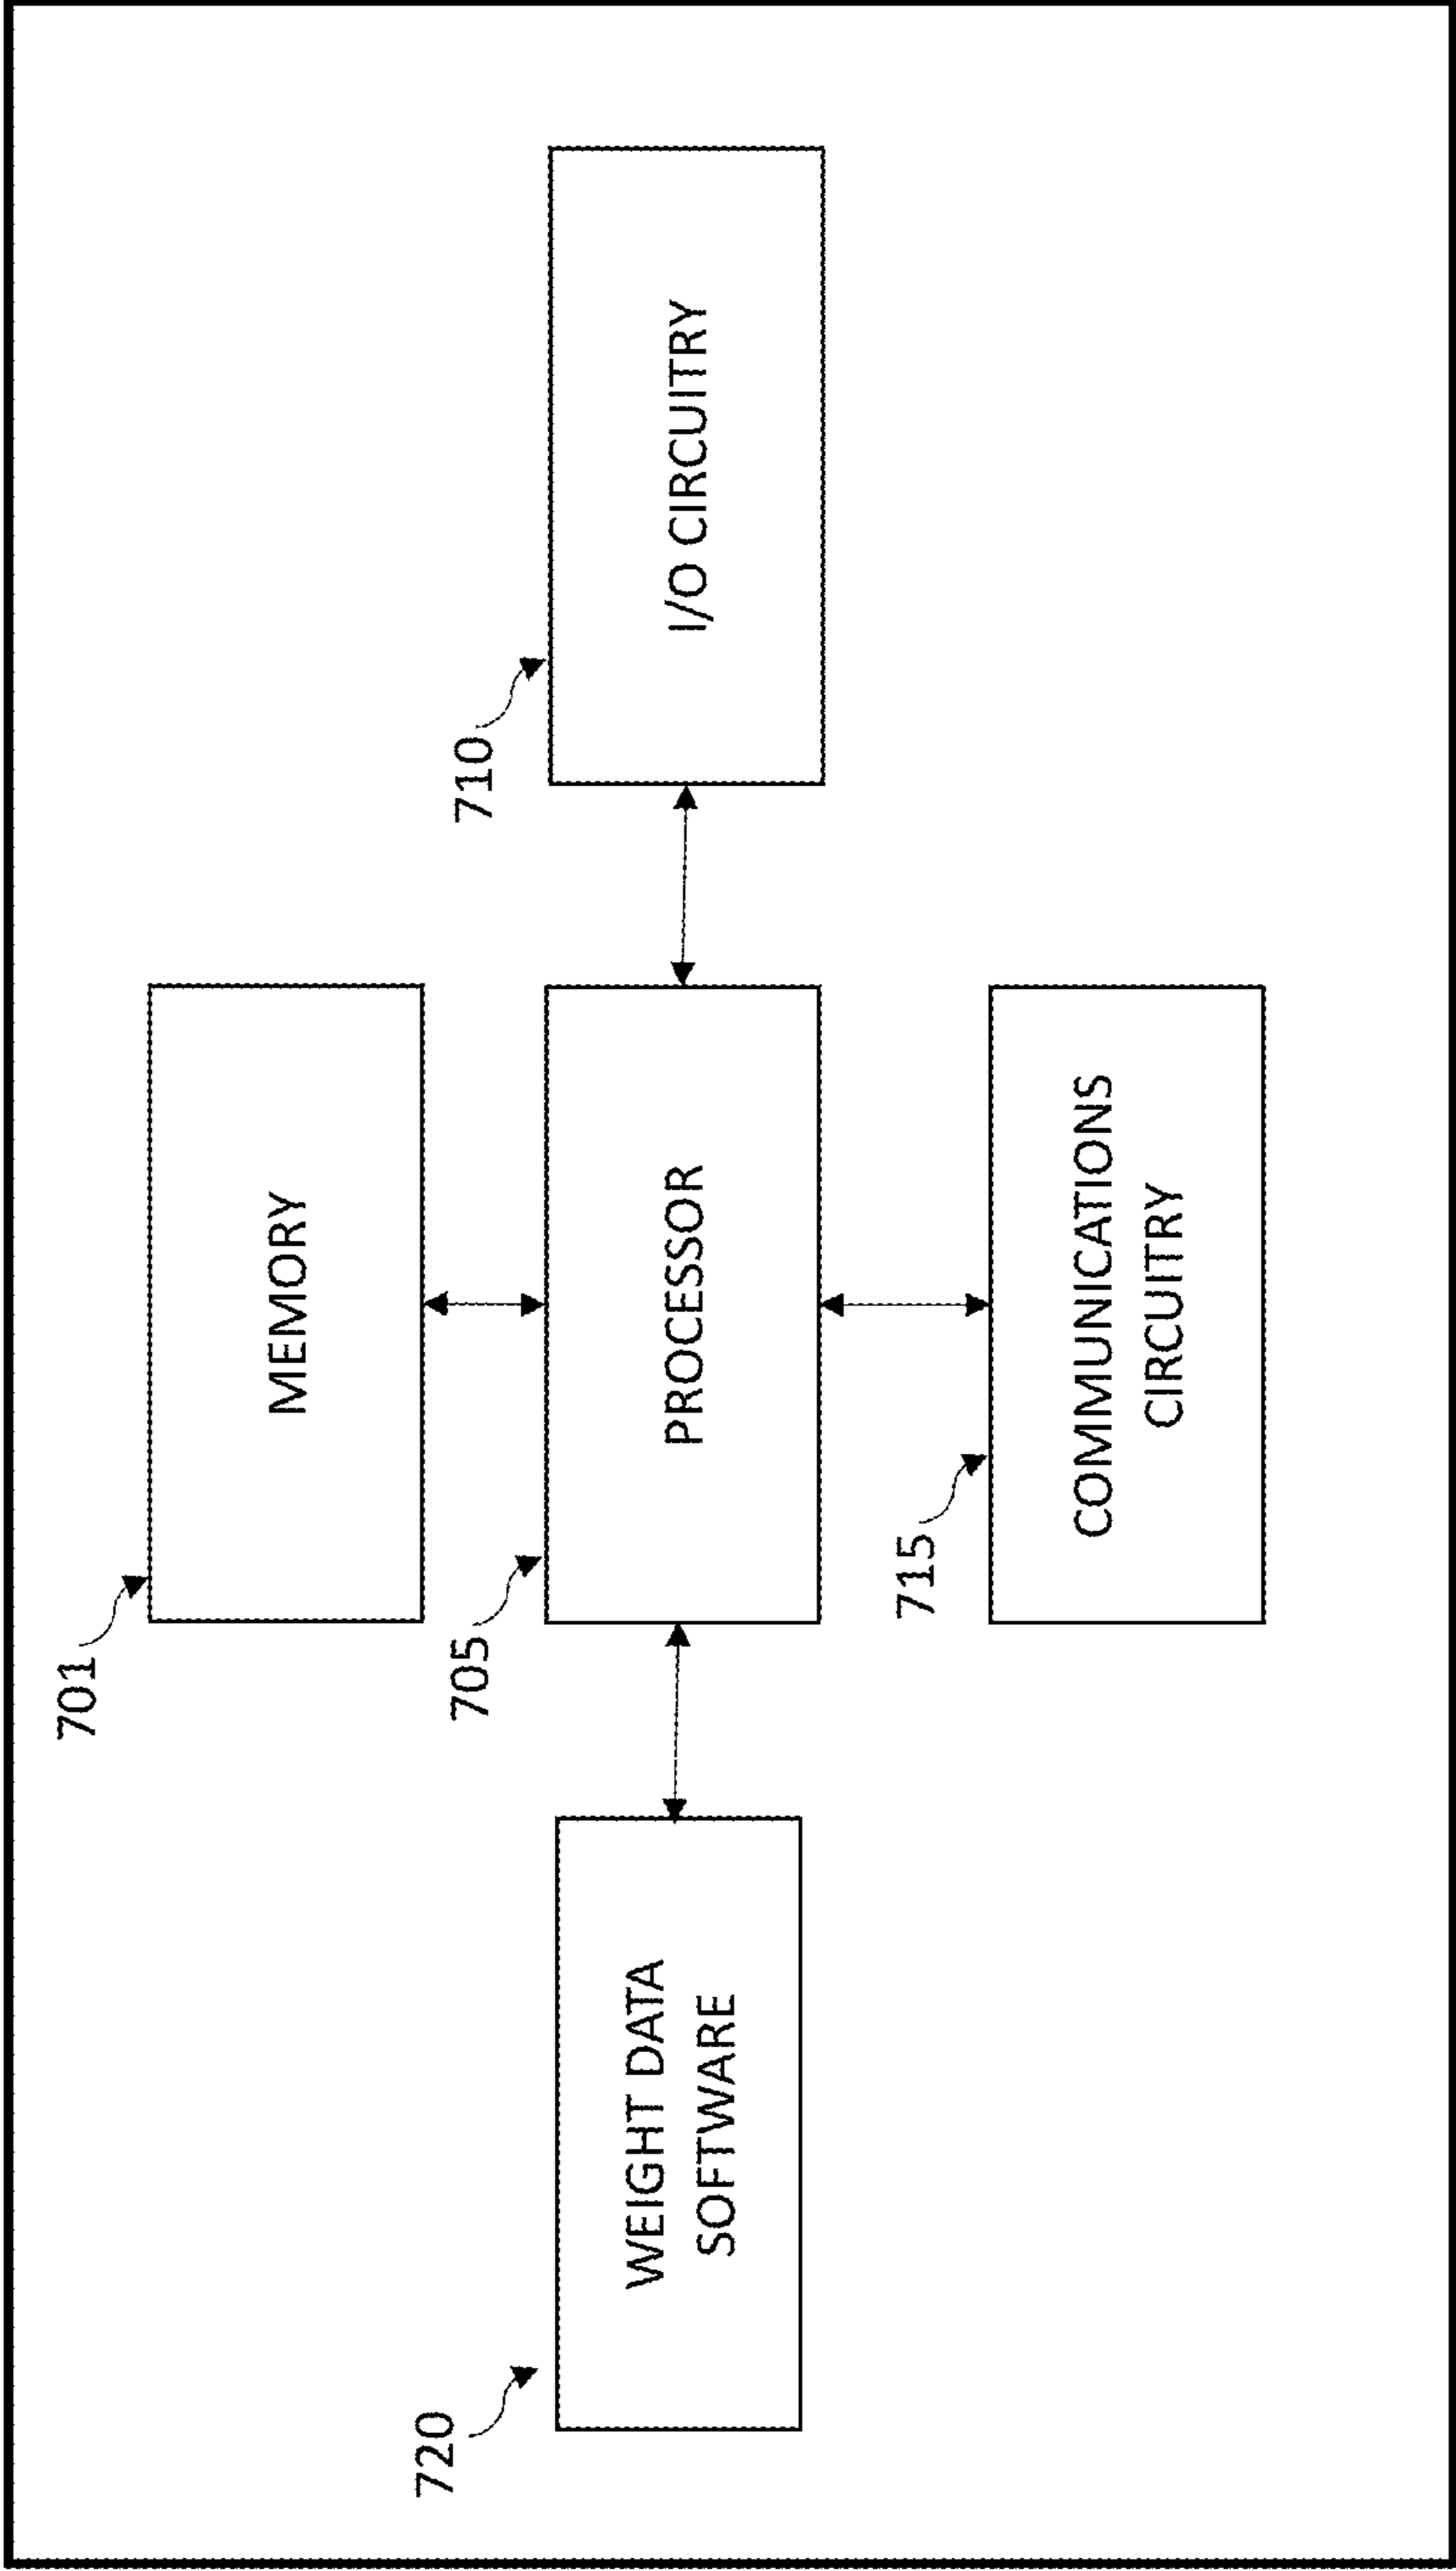 701
MEMORY
720
WEIGHT DATA
SOFTWARE
705
PROCESSOR
710
I/O CIRCUITRY
715
COMMUNICATIONS
CIRCUITRY